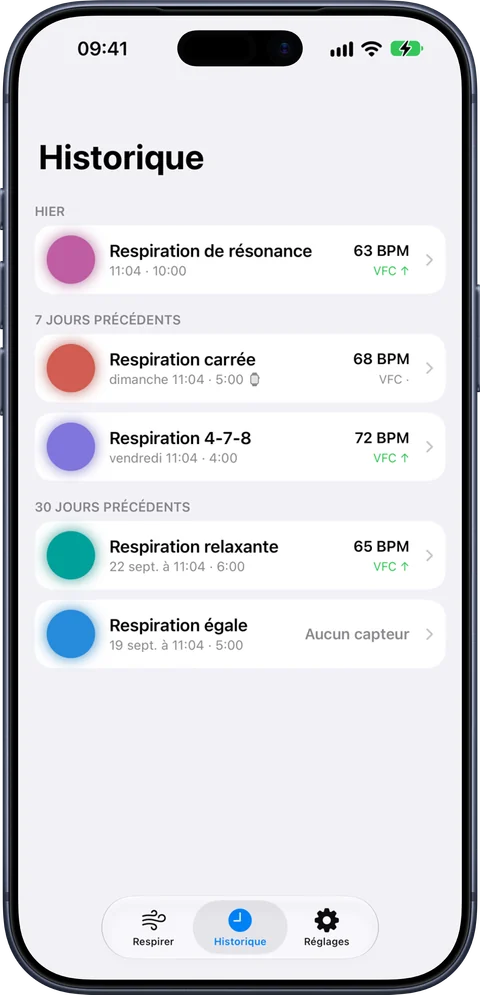 09:41
Historique
HIER
Respiration de résonance
63 BPM
11:04 · 10:00
VFC ↑
7 JOURS PRÉCÉDENTS
Respiration carrée
68 BPM
dimanche 11:04 · 5:00
VFC ·
Respiration 4-7-8
72 BPM
vendredi 11:04 · 4:00
VFC ↑
30 JOURS PRÉCÉDENTS
Respiration relaxante
65 BPM
22 sept. à 11:04 · 6:00
VFC ↑
Respiration égale
Aucun capteur
19 sept. à 11:04 · 5:00
Respirer
Historique
Réglages